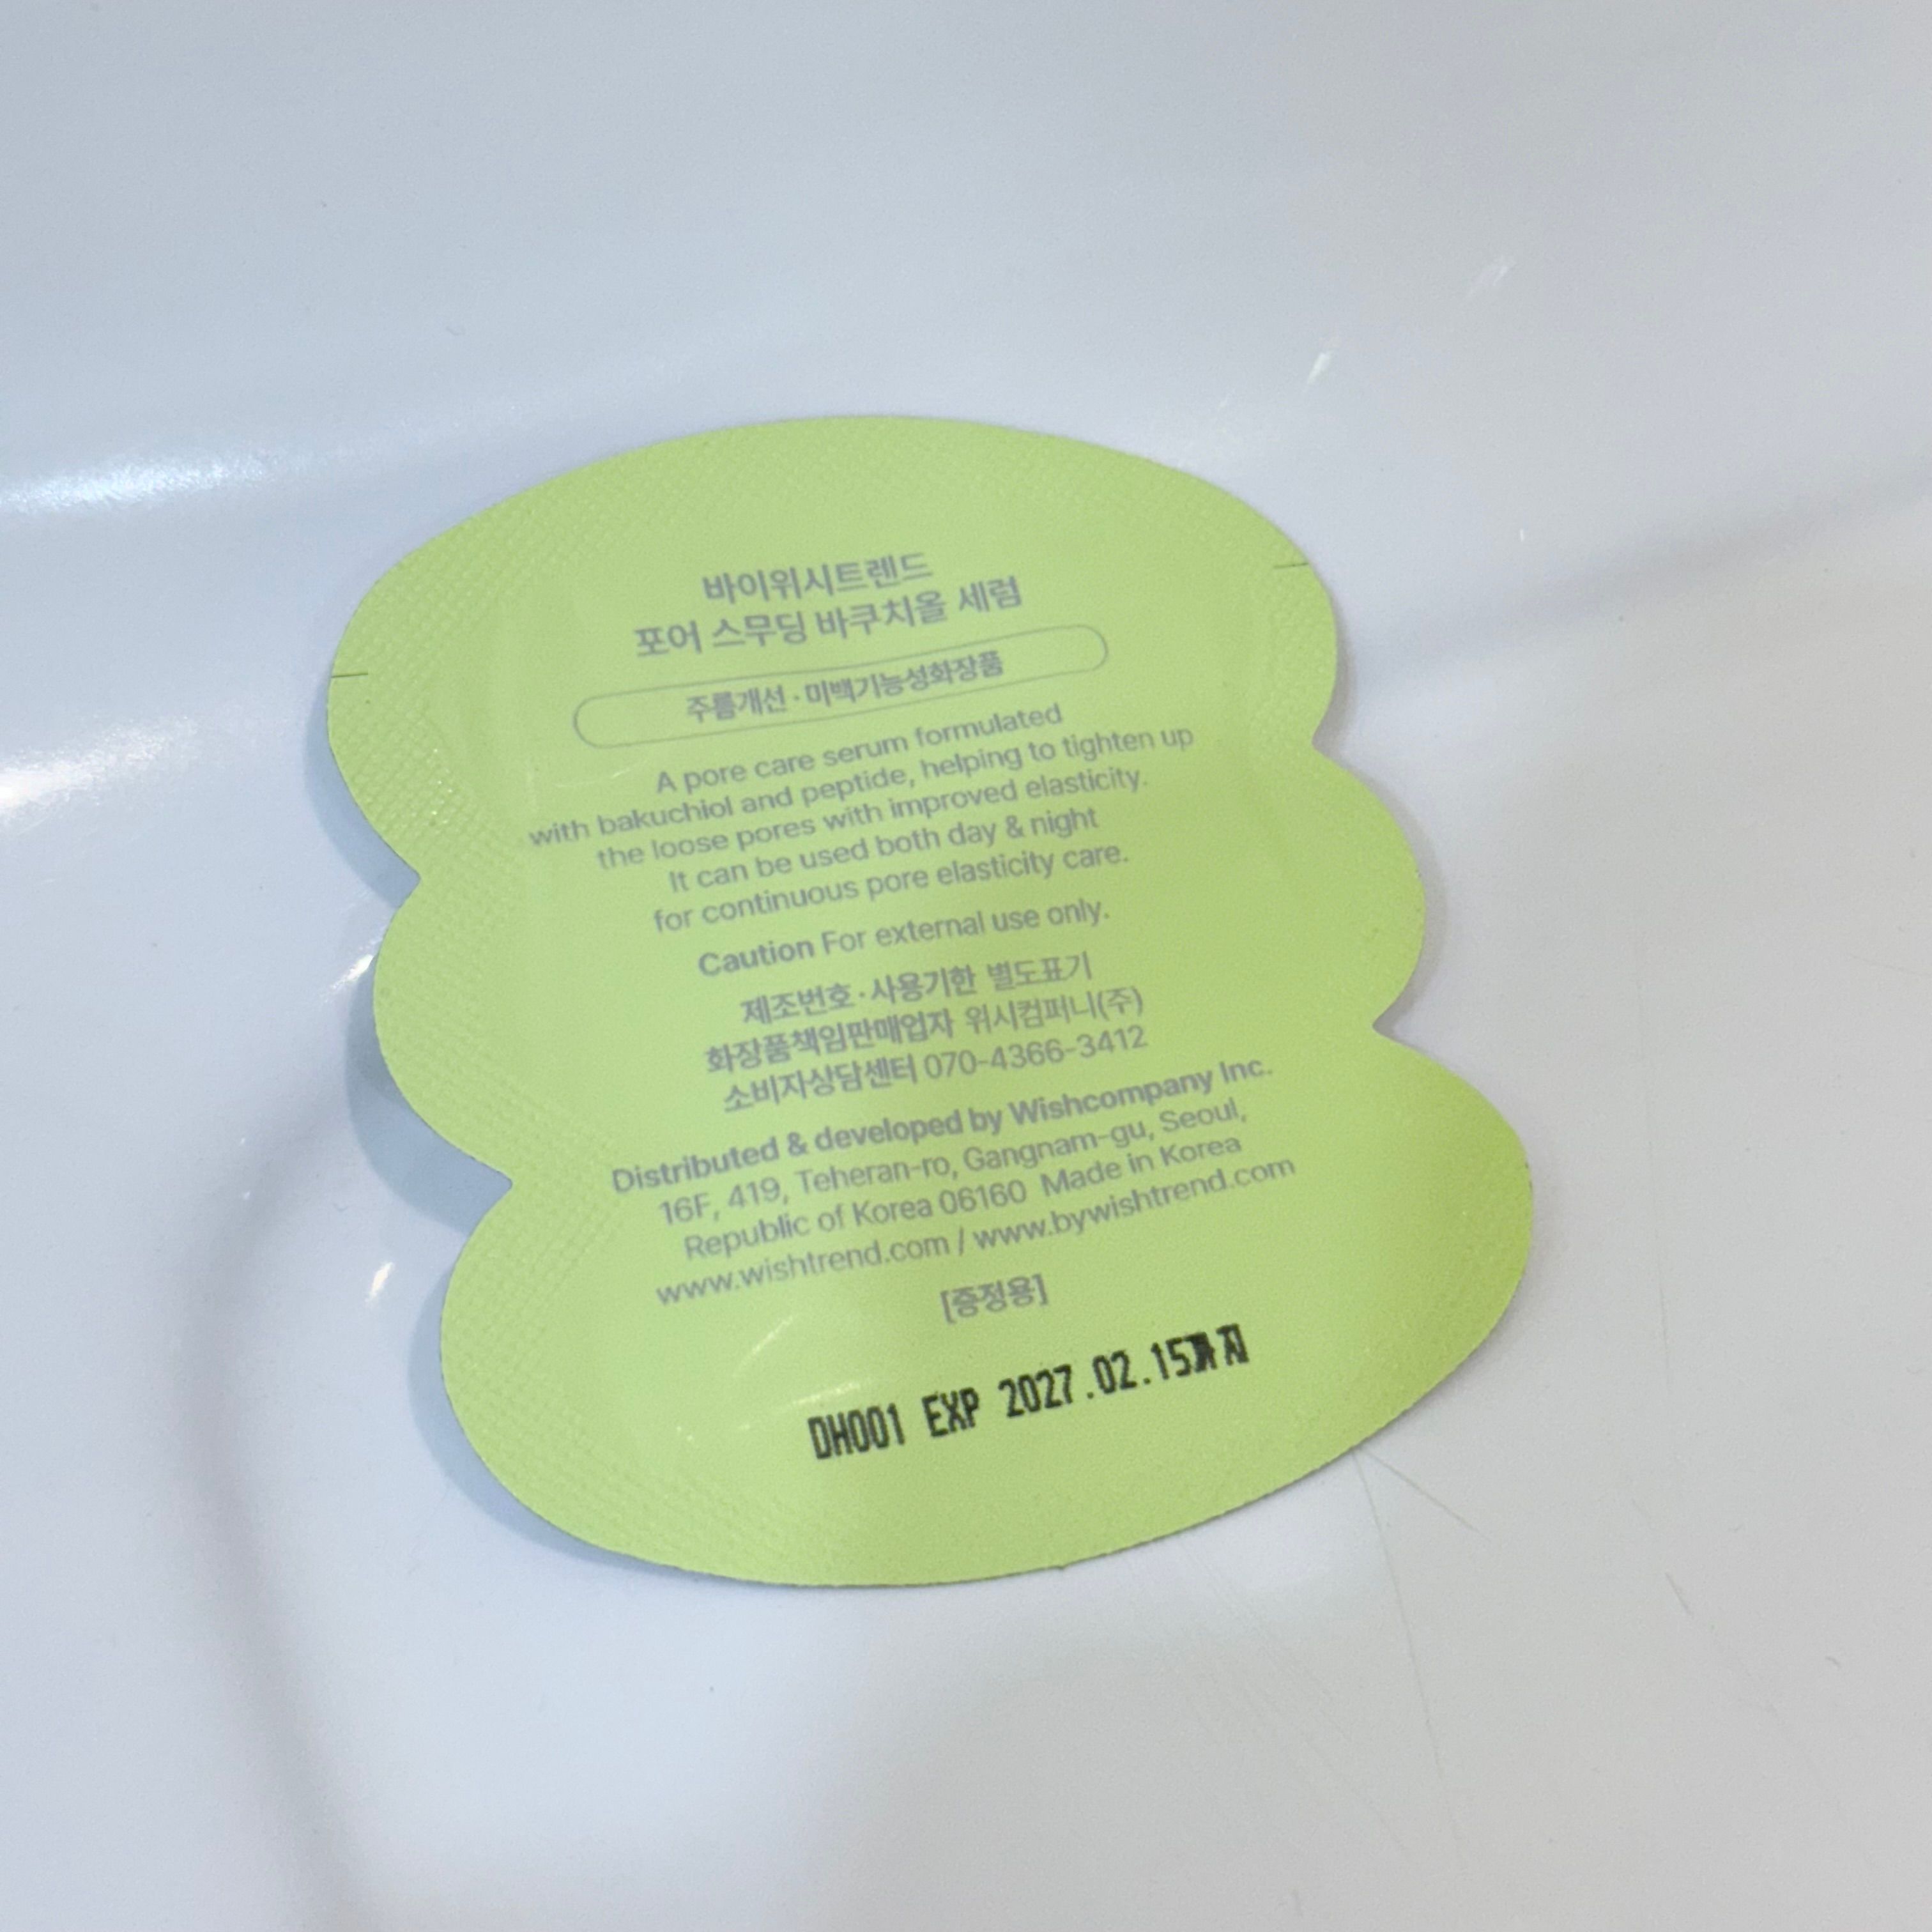 바이위시트렌드
포어 스무딩 바쿠치올 세럼
주름개선·미백기능성화장품
A pore care serum formulated
with bakuchiol and peptide, helping to tighten up
the loose pores with improved elasticity.
It can be used both day & night
for continuous pore elasticity care.
Caution For external use only.
제조번호·사용기한 별도표기
화장품책임판매업자 위시컴퍼니(주)
소비자상담센터 070-4366-3412
Distributed & developed by Wishcompany Inc.
16F, 419, Teheran-ro, Gangnam-gu, Seoul,
Republic of Korea 06160 Made in Korea
www.wishtrend.com / www.bywishtrend.com
[증정용]
DH001 EXP 2027.02.15까지